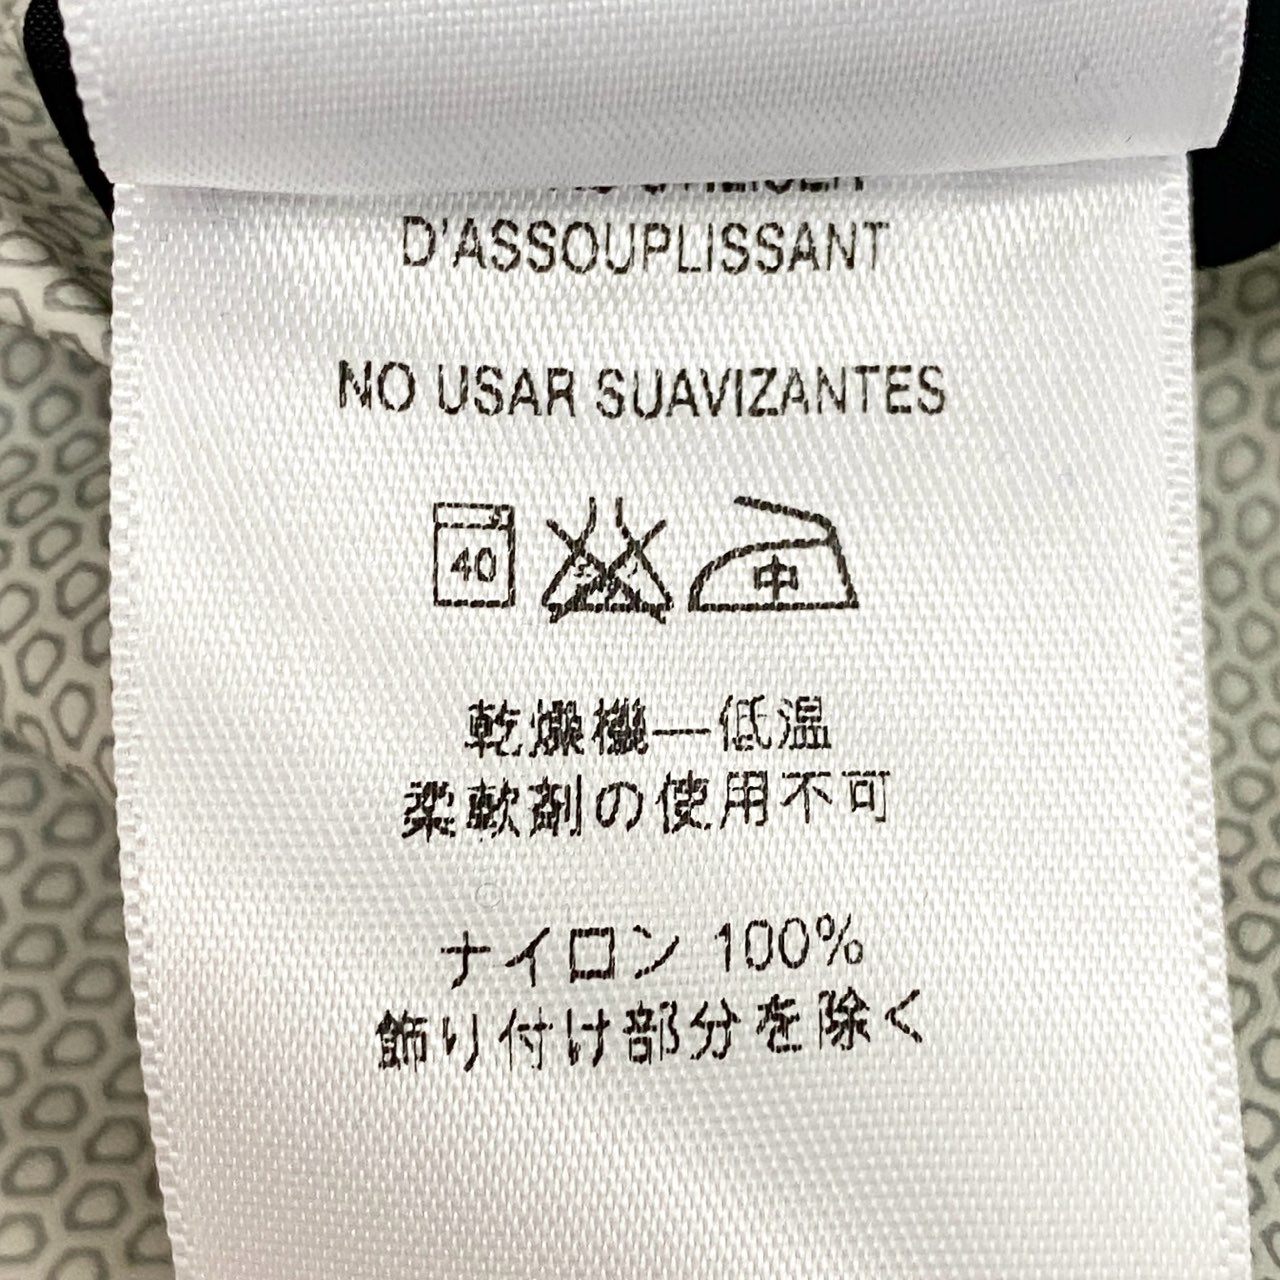 D'ASSOUPLISSANT
NO USAR SUAVIZANTES
40 中
乾燥機—低温
柔軟剤の使用不可
ナイロン 100%
飾り付け部分を除く